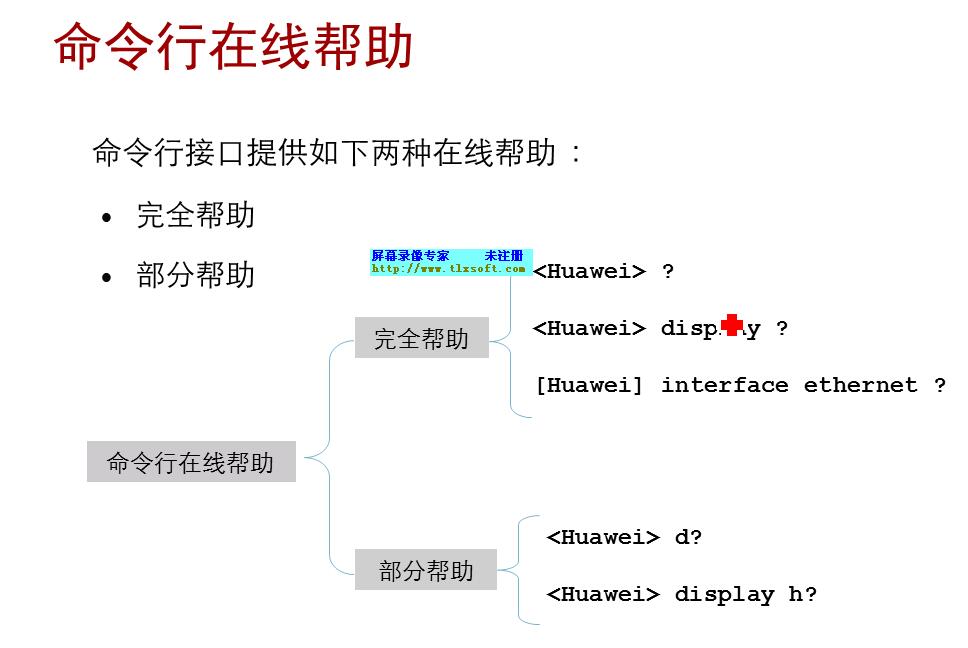 命令行在线帮助
命令行接口提供如下两种在线帮助：
• 完全帮助
• 部分帮助
屏幕录像专家 未注册
http://www.tlxsoft.com
<Huawei> ?
完全帮助
<Huawei> display ?
[Huawei] interface ethernet ?
命令行在线帮助
<Huawei> d?
部分帮助
<Huawei> display h?